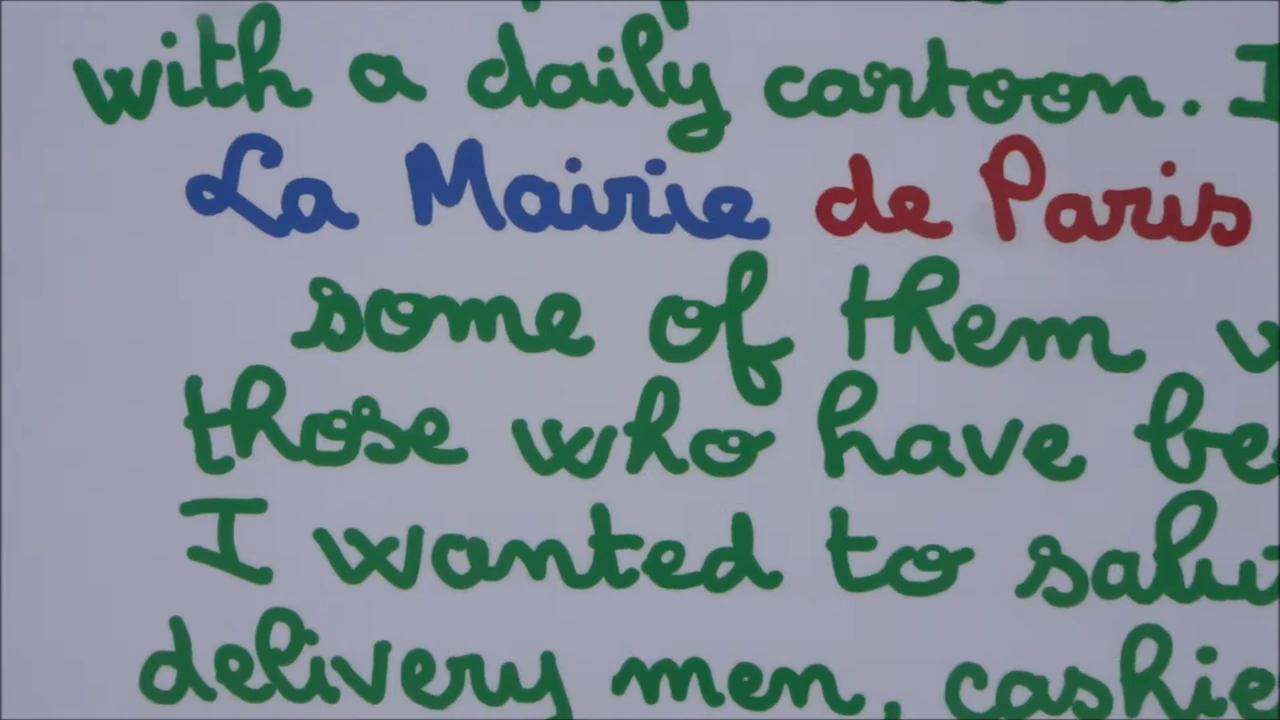 with a daily cartoon. I
La Mairie de Paris
some of them
those who have be
I wanted to salu
delivery men, cashie